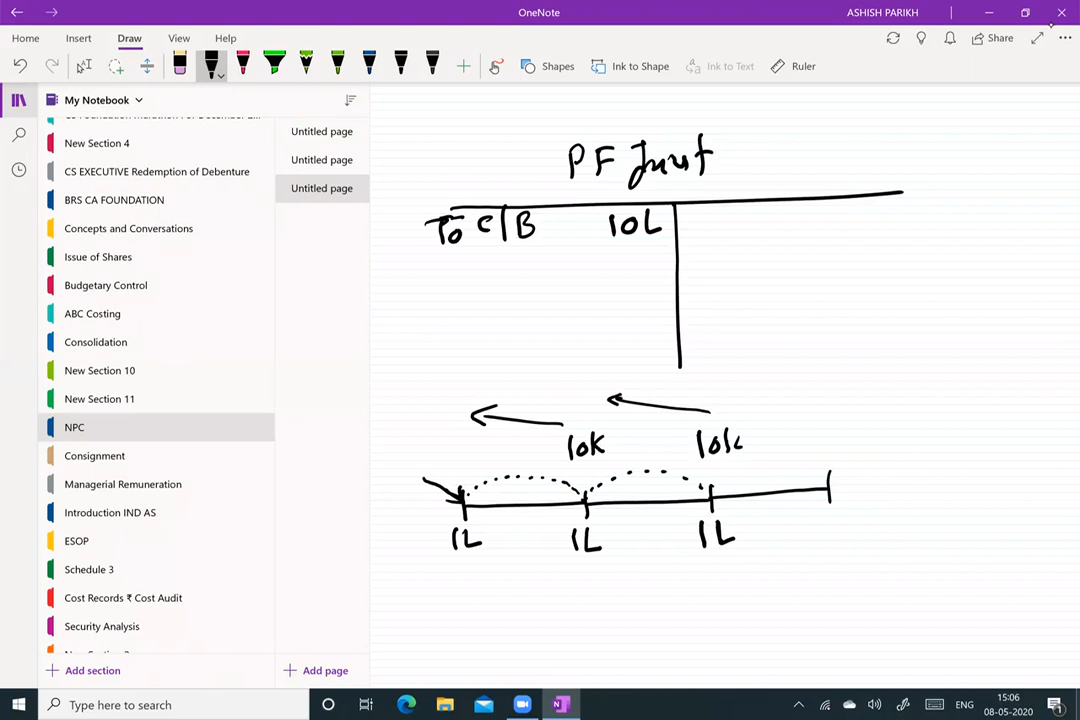 OneNote
ASHISH PARIKH
Home
Insert
Draw
View
Help
Share
Shapes
Ink to Shape
Ink to Text
Ruler
My Notebook
New Section 4
CS EXECUTIVE Redemption of Debenture
BRS CA FOUNDATION
Concepts and Conversations
Issue of Shares
Budgetary Control
ABC Costing
Consolidation
New Section 10
New Section 11
NPC
Consignment
Managerial Remuneration
Introduction IND AS
ESOP
Schedule 3
Cost Records ₹ Cost Audit
Security Analysis
Add section
Untitled page
Untitled page
Untitled page
Add page
PF
To C/B 10L
10K 10K
1L 1L 1L
Type here to search
ENG
15:06
08-05-2020
1